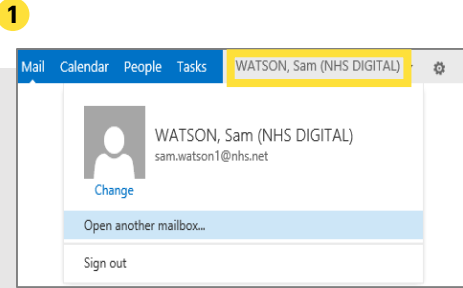 1
Mail Calendar People Tasks WATSON, Sam (NHS DIGITAL)
WATSON, Sam (NHS DIGITAL)
sam.watson1@nhs.net
Change
Open another mailbox...
Sign out